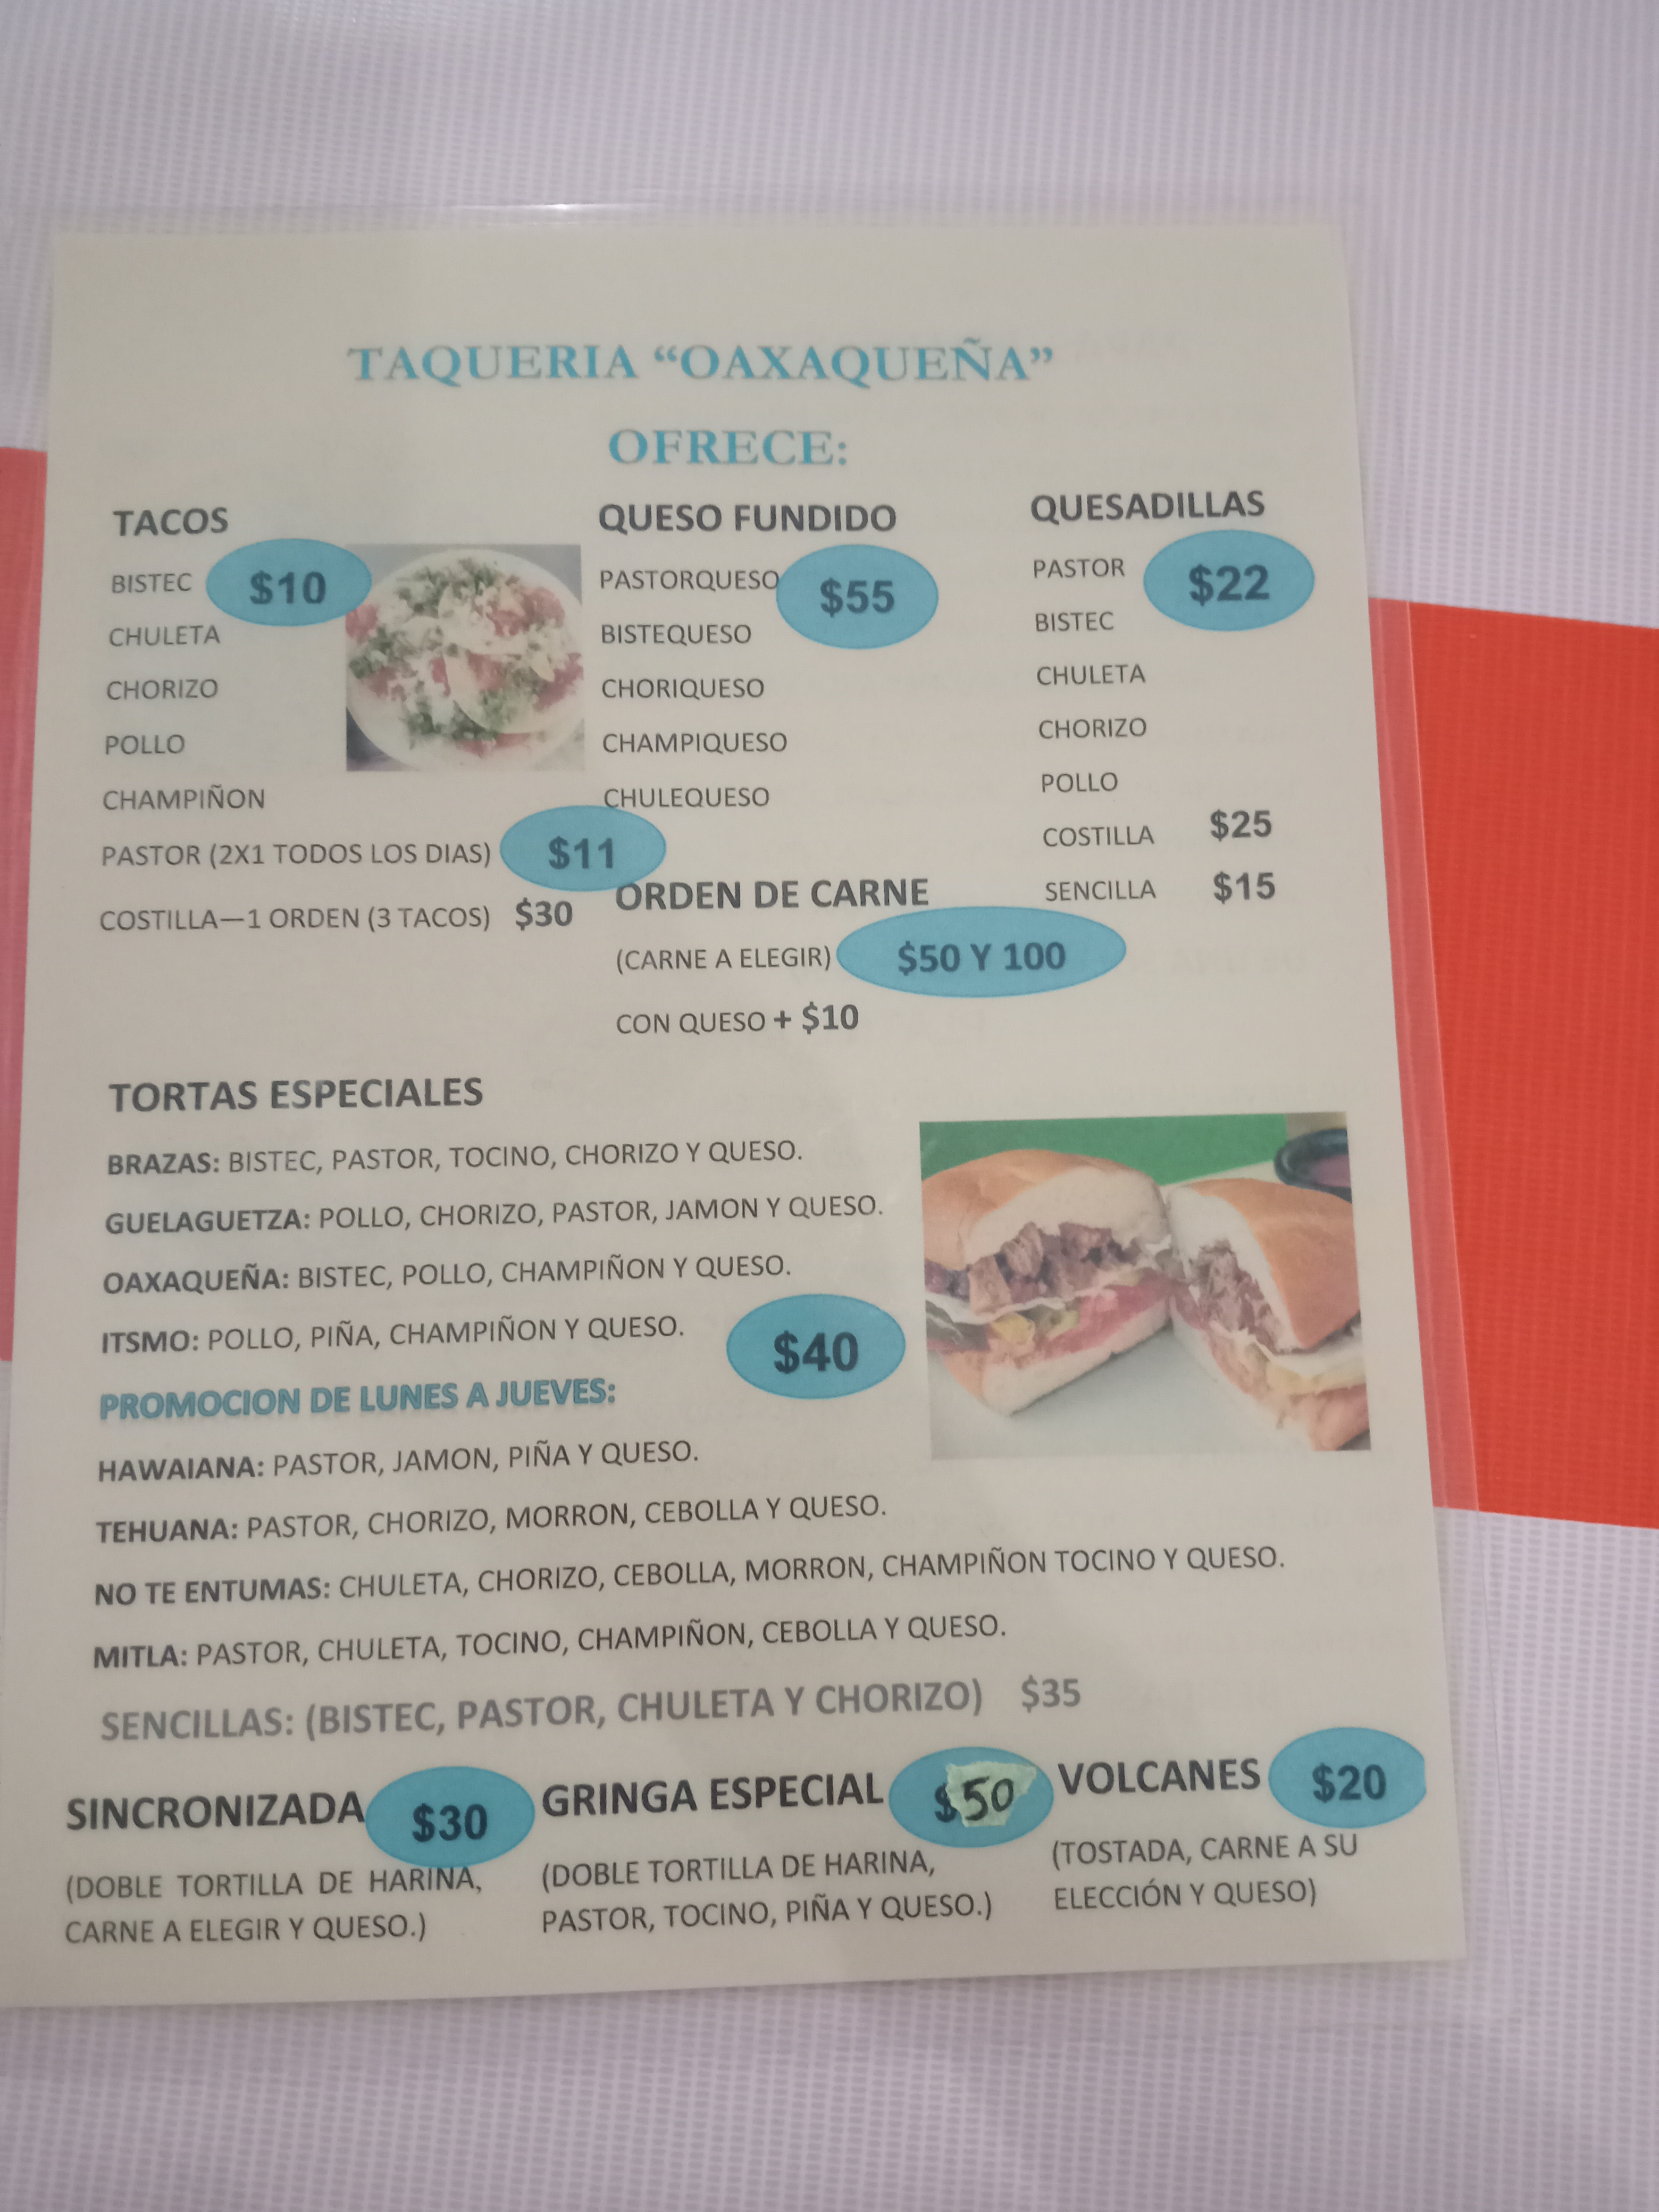 TAQUERIA “OAXAQUEÑA”
OFRECE:
TACOS
BISTEC $10
CHULETA
CHORIZO
POLLO
CHAMPIÑON
PASTOR (2X1 TODOS LOS DIAS) $11
COSTILLA—1 ORDEN (3 TACOS) $30
QUESO FUNDIDO
PASTORQUESO $55
BISTEQUESO
CHORIQUESO
CHAMPIQUESO
CHULEQUESO
ORDEN DE CARNE
(CARNE A ELEGIR) $50 Y 100
CON QUESO + $10
QUESADILLAS
PASTOR $22
BISTEC
CHULETA
CHORIZO
POLLO
COSTILLA $25
SENCILLA $15
TORTAS ESPECIALES
BRAZAS: BISTEC, PASTOR, TOCINO, CHORIZO Y QUESO.
GUELAGUETZA: POLLO, CHORIZO, PASTOR, JAMON Y QUESO.
OAXAQUEÑA: BISTEC, POLLO, CHAMPIÑON Y QUESO.
ITSMO: POLLO, PIÑA, CHAMPIÑON Y QUESO.
$40
PROMOCION DE LUNES A JUEVES:
HAWAIANA: PASTOR, JAMON, PIÑA Y QUESO.
TEHUANA: PASTOR, CHORIZO, MORRON, CEBOLLA Y QUESO.
NO TE ENTUMAS: CHULETA, CHORIZO, CEBOLLA, MORRON, CHAMPIÑON TOCINO Y QUESO.
MITLA: PASTOR, CHULETA, TOCINO, CHAMPIÑON, CEBOLLA Y QUESO.
SENCILLAS: (BISTEC, PASTOR, CHULETA Y CHORIZO) $35
SINCRONIZADA $30
(DOBLE TORTILLA DE HARINA,
CARNE A ELEGIR Y QUESO.)
GRINGA ESPECIAL $50
(DOBLE TORTILLA DE HARINA,
PASTOR, TOCINO, PIÑA Y QUESO.)
VOLCANES $20
(TOSTADA, CARNE A SU
ELECCIÓN Y QUESO)